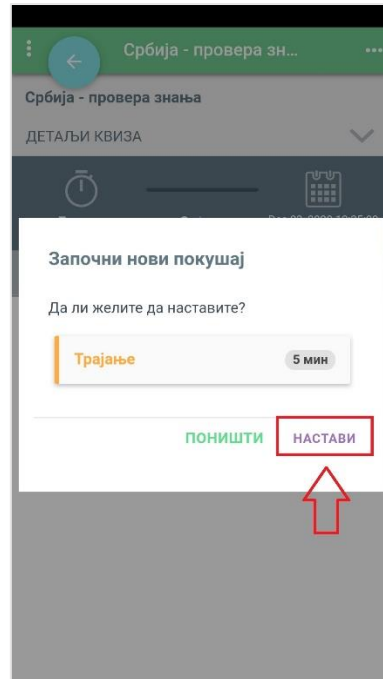 Србија - провера зн...
Србија - провера знања
ДЕТАЉИ КВИЗА
Започни нови покушај
Да ли желите да наставите?
Трајање
5 мин
ПОНИШТИ
НАСТАВИ